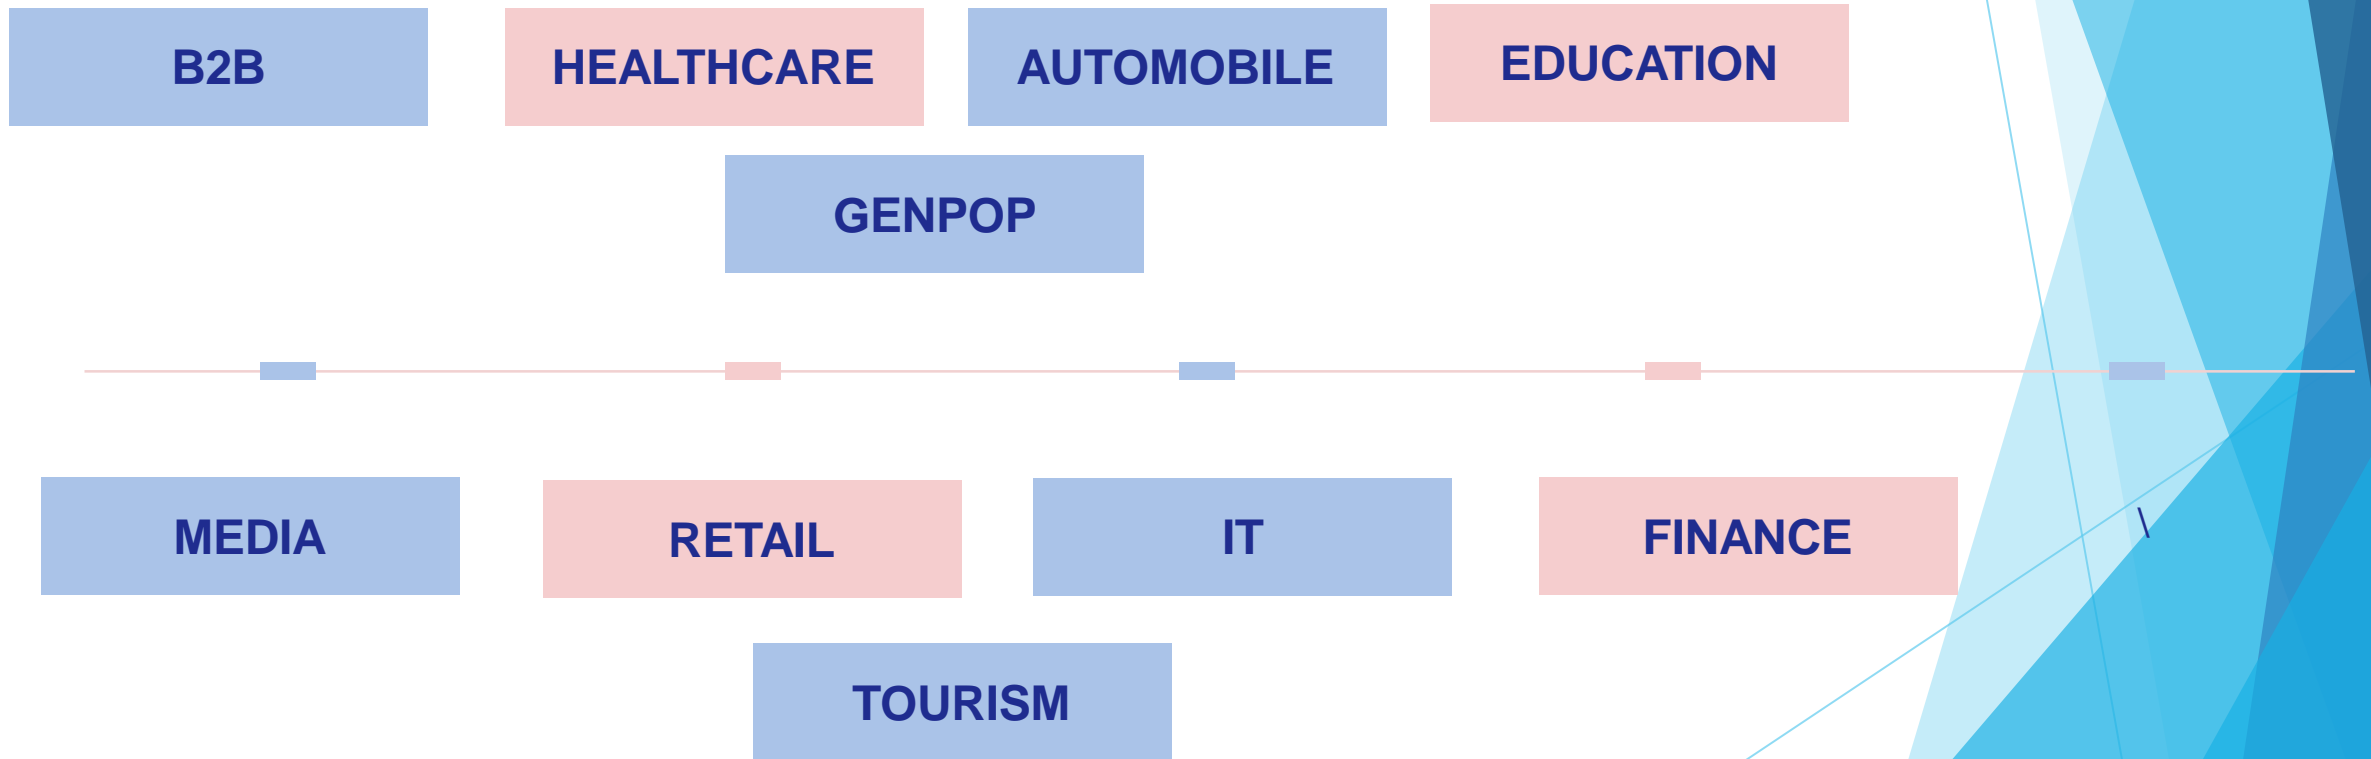 B2B
HEALTHCARE
AUTOMOBILE
EDUCATION
GENPOP
MEDIA
RETAIL
IT
FINANCE
\
TOURISM